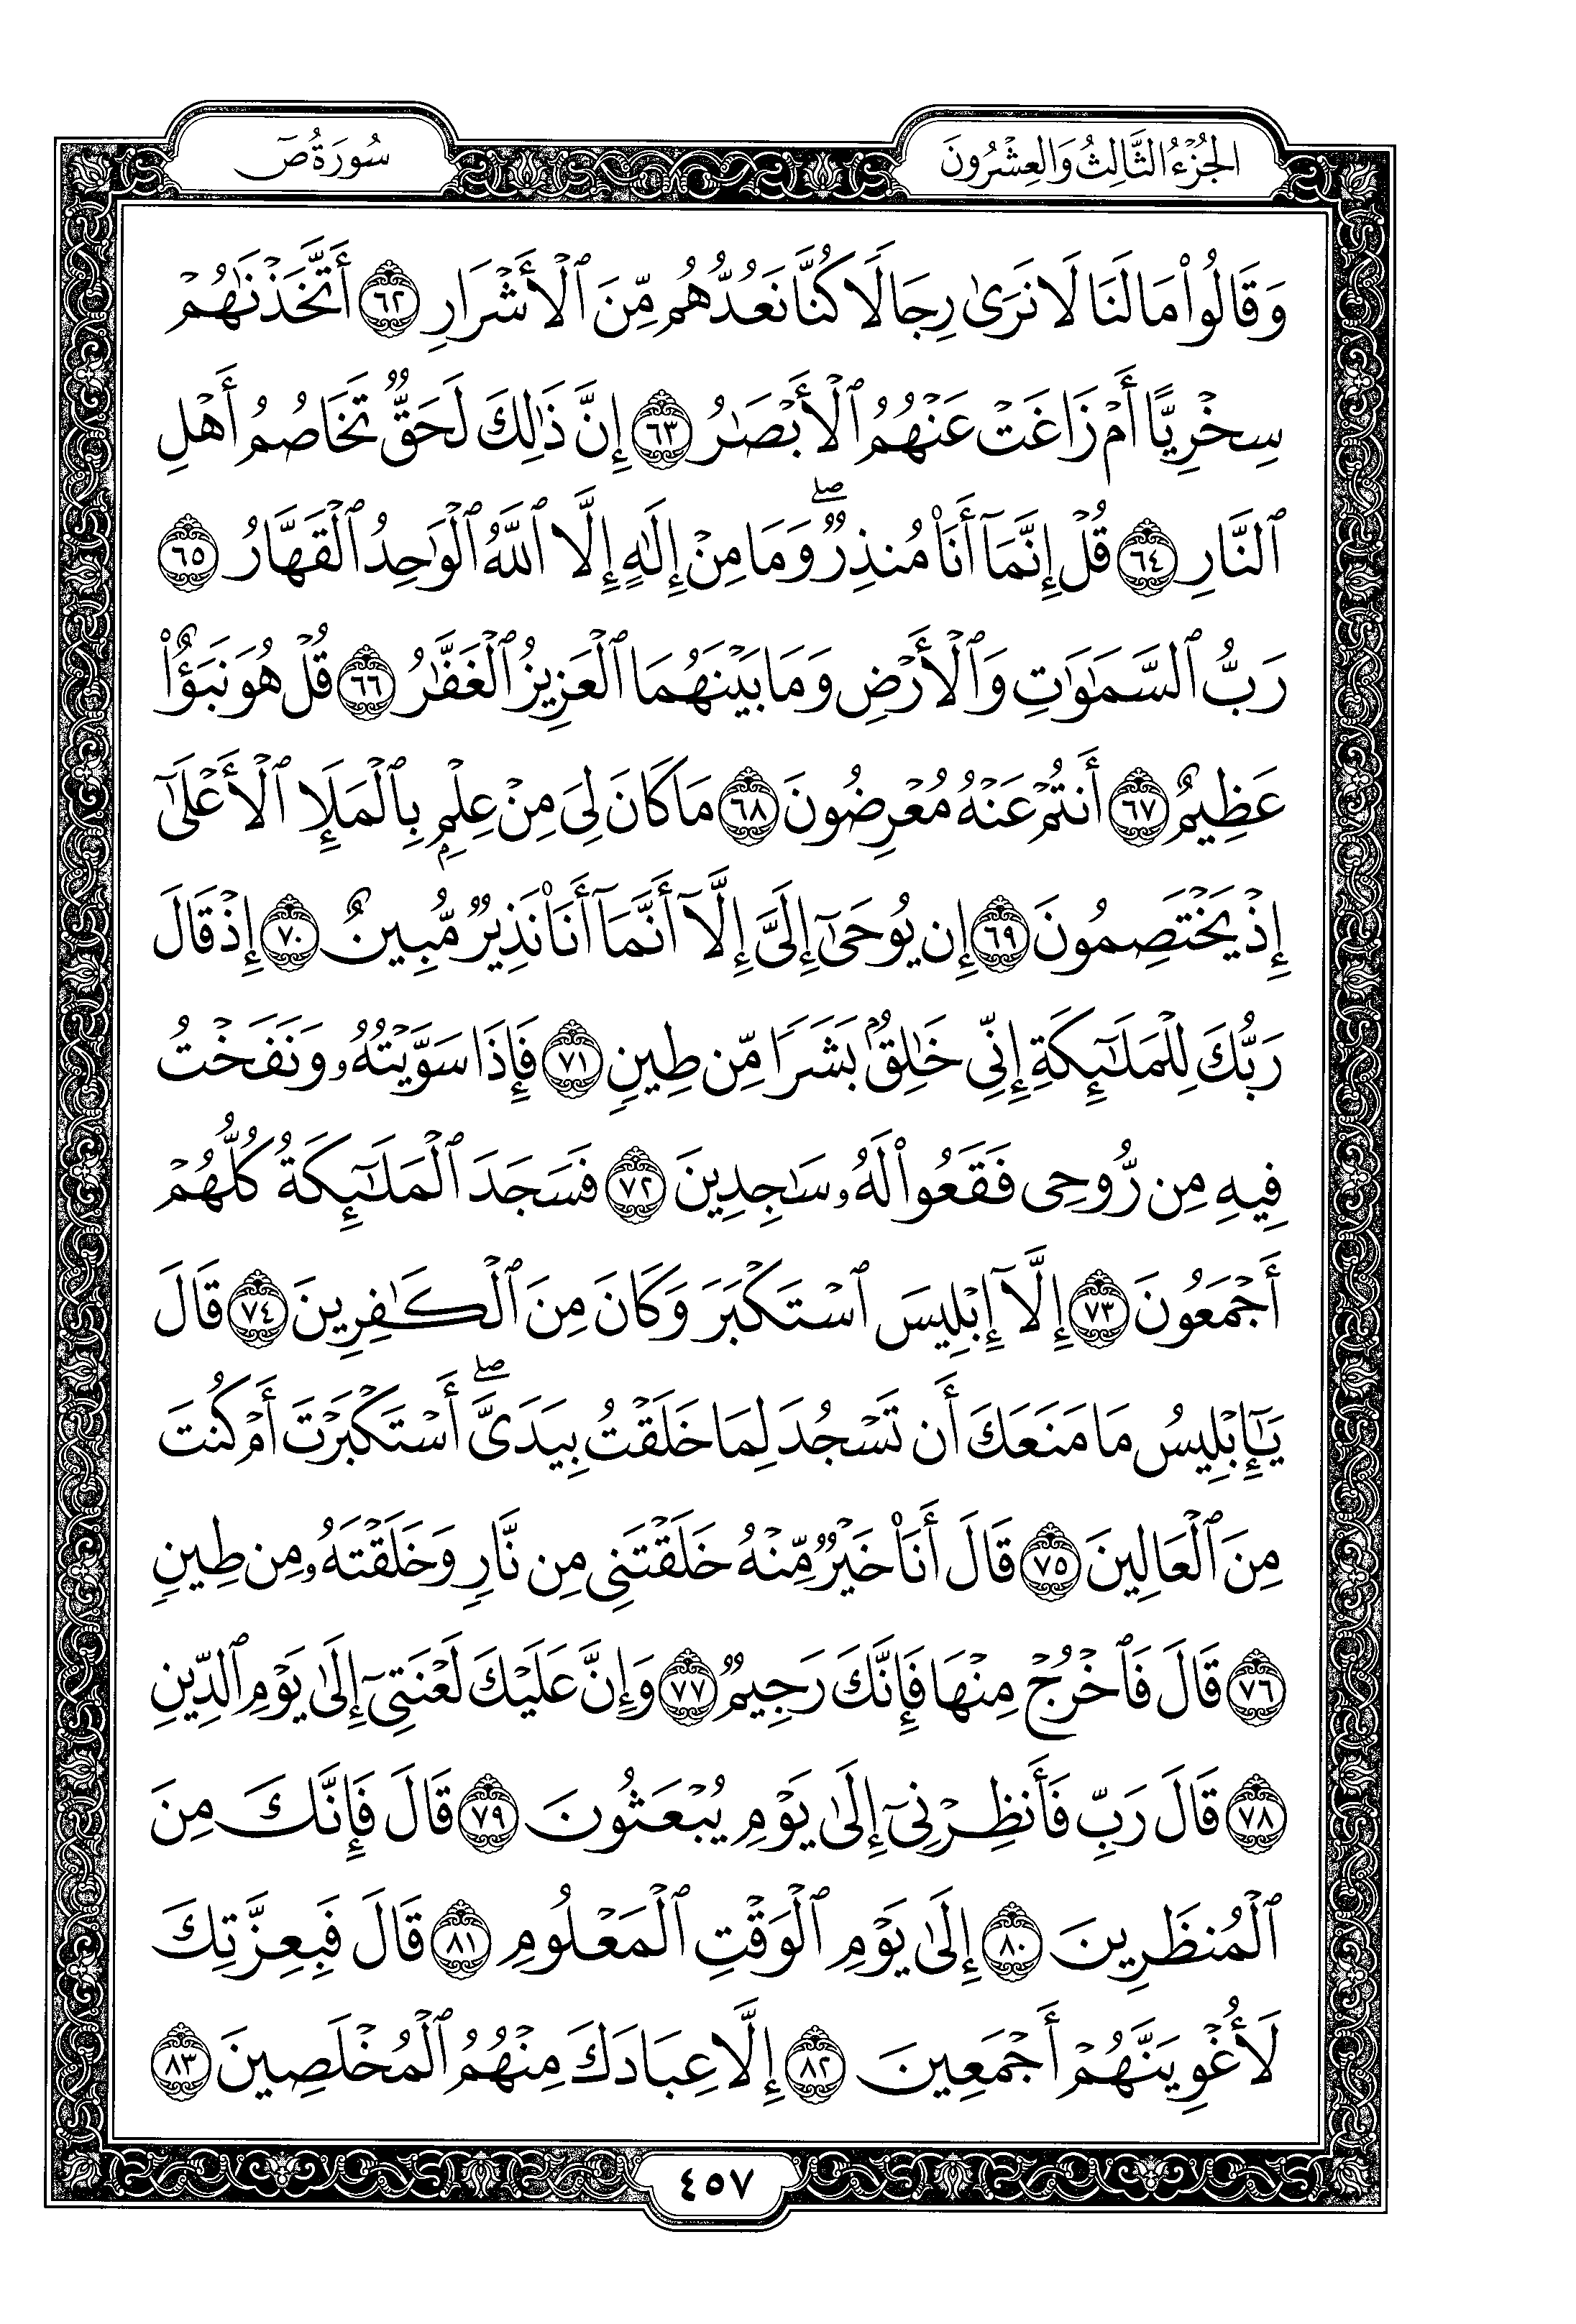 الجُزْءُ الثَّالِثُ وَالعِشْرُونَ
سُورَةُ صٓ
وَقَالُوا۟ مَا لَنَا لَا نَرَىٰ رِجَالًا كُنَّا نَعُدُّهُم مِّنَ ٱلْأَشْرَارِ ٦٢ أَتَّخَذْنَٰهُمْ
سِخْرِيًّا أَمْ زَاغَتْ عَنْهُمُ ٱلْأَبْصَٰرُ ٦٣ إِنَّ ذَٰلِكَ لَحَقٌّ تَخَاصُمُ أَهْلِ
ٱلنَّارِ ٦٤ قُلْ إِنَّمَآ أَنَا۠ مُنذِرٌ ۖ وَمَا مِنْ إِلَٰهٍ إِلَّا ٱللَّهُ ٱلْوَٰحِدُ ٱلْقَهَّارُ ٦٥
رَبُّ ٱلسَّمَٰوَٰتِ وَٱلْأَرْضِ وَمَا بَيْنَهُمَا ٱلْعَزِيزُ ٱلْغَفَّٰرُ ٦٦ قُلْ هُوَ نَبَؤٌا۟
عَظِيمٌ ٦٧ أَنتُمْ عَنْهُ مُعْرِضُونَ ٦٨ مَا كَانَ لِىَ مِنْ عِلْمٍۭ بِٱلْمَلَإِ ٱلْأَعْلَىٰٓ
إِذْ يَخْتَصِمُونَ ٦٩ إِن يُوحَىٰٓ إِلَىَّ إِلَّآ أَنَّمَآ أَنَا۠ نَذِيرٌ مُّبِينٌ ٧٠ إِذْ قَالَ
رَبُّكَ لِلْمَلَٰٓئِكَةِ إِنِّى خَٰلِقٌۢ بَشَرًا مِّن طِينٍ ٧١ فَإِذَا سَوَّيْتُهُۥ وَنَفَخْتُ
فِيهِ مِن رُّوحِى فَقَعُوا۟ لَهُۥ سَٰجِدِينَ ٧٢ فَسَجَدَ ٱلْمَلَٰٓئِكَةُ كُلُّهُمْ
أَجْمَعُونَ ٧٣ إِلَّآ إِبْلِيسَ ٱسْتَكْبَرَ وَكَانَ مِنَ ٱلْكَٰفِرِينَ ٧٤ قَالَ
يَٰٓإِبْلِيسُ مَا مَنَعَكَ أَن تَسْجُدَ لِمَا خَلَقْتُ بِيَدَىَّ ۖ أَسْتَكْبَرْتَ أَمْ كُنتَ
مِنَ ٱلْعَالِينَ ٧٥ قَالَ أَنَا۠ خَيْرٌ مِّنْهُ خَلَقْتَنِى مِن نَّارٍ وَخَلَقْتَهُۥ مِن طِينٍ
٧٦ قَالَ فَٱخْرُجْ مِنْهَا فَإِنَّكَ رَجِيمٌ ٧٧ وَإِنَّ عَلَيْكَ لَعْنَتِىٓ إِلَىٰ يَوْمِ ٱلدِّينِ
٧٨ قَالَ رَبِّ فَأَنظِرْنِىٓ إِلَىٰ يَوْمِ يُبْعَثُونَ ٧٩ قَالَ فَإِنَّكَ مِنَ
ٱلْمُنظَرِينَ ٨٠ إِلَىٰ يَوْمِ ٱلْوَقْتِ ٱلْمَعْلُومِ ٨١ قَالَ فَبِعِزَّتِكَ
لَأُغْوِيَنَّهُمْ أَجْمَعِينَ ٨٢ إِلَّا عِبَادَكَ مِنْهُمُ ٱلْمُخْلَصِينَ ٨٣
٤٥٧